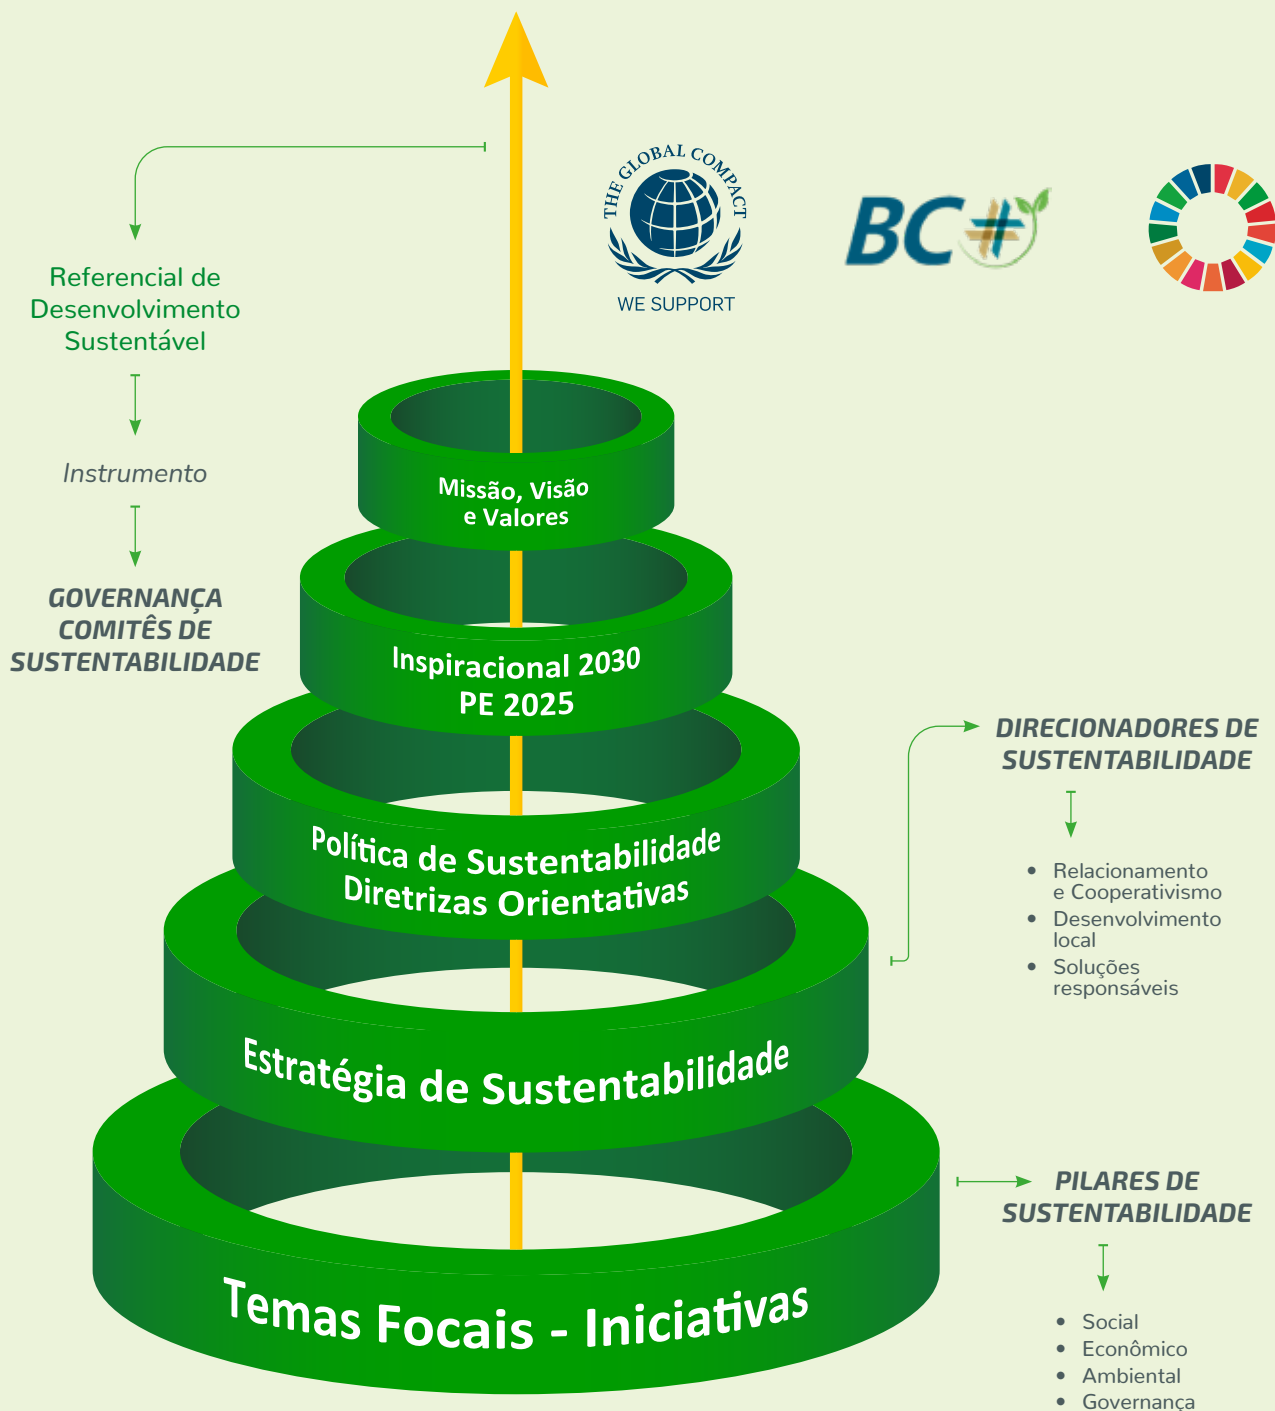 THE GLOBAL COMPACT
WE SUPPORT
BC#
Referencial de
Desenvolvimento
Sustentável
Instrumento
GOVERNANÇA
COMITÊS DE
SUSTENTABILIDADE
Missão, Visão
e Valores
Inspiracional 2030
PE 2025
Política de Sustentabilidade
Diretrizas Orientativas
Estratégia de Sustentabilidade
Temas Focais - Iniciativas
DIRECIONADORES DE
SUSTENTABILIDADE
• Relacionamento
e Cooperativismo
• Desenvolvimento
local
• Soluções
responsáveis
PILARES DE
SUSTENTABILIDADE
• Social
• Econômico
• Ambiental
• Governança